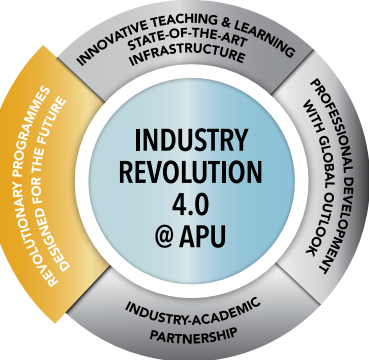 INNOVATIVE TEACHING & LEARNING
STATE-OF-THE-ART
INFRASTRUCTURE
PROFESSIONAL DEVELOPMENT
WITH GLOBAL OUTLOOK
INDUSTRY-ACADEMIC
PARTNERSHIP
REVOLUTIONARY PROGRAMMES
DESIGNED FOR THE FUTURE
INDUSTRY
REVOLUTION
4.0
@ APU